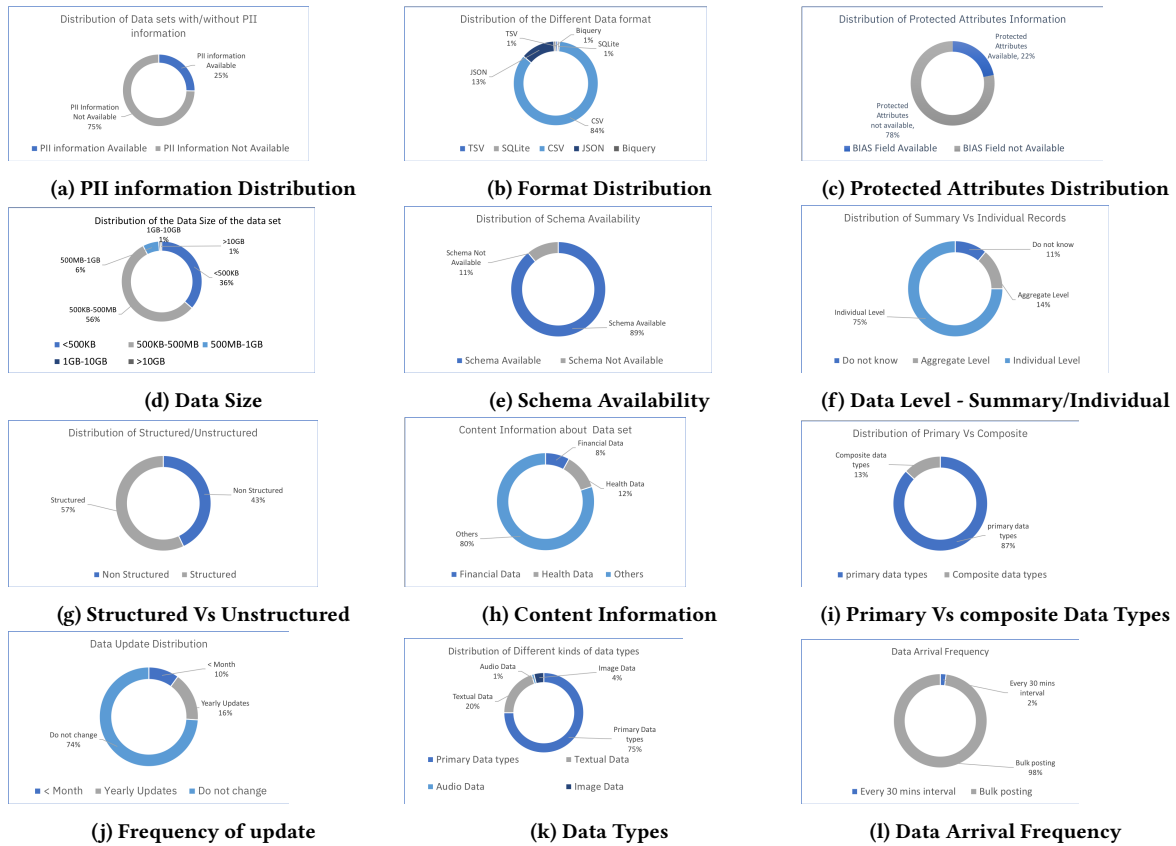 Distribution of Data sets with/without PII
information
PII information
Available
25%
PII Information
Not Available
75%
PII information Available PII Information Not Available
(a) PII information Distribution
Distribution of the Different Data format
TSV
1%
Biquery
1%
SQLite
1%
JSON
13%
CSV
84%
TSV SQLite CSV JSON Biquery
(b) Format Distribution
Distribution of Protected Attributes Information
Protected
Attributes
Available, 22%
Protected
Attributes
not available,
78%
BIAS Field Available BIAS Field not Available
(c) Protected Attributes Distribution
Distribution of the Data Size of the data set
1GB-10GB
1%
>10GB
1%
500MB-1GB
6%
<500KB
36%
500KB-500MB
56%
<500KB 500KB-500MB 500MB-1GB
1GB-10GB >10GB
(d) Data Size
Distribution of Schema Availability
Schema Not
Available
11%
Schema Available
89%
Schema Available Schema Not Available
(e) Schema Availability
Distribution of Summary Vs Individual Records
Do not know
11%
Aggregate Level
14%
Individual Level
75%
Do not know Aggregate Level Individual Level
(f) Data Level - Summary/Individual
Distribution of Structured/Unstructured
Non Structured
43%
Structured
57%
Non Structured Structured
(g) Structured Vs Unstructured
Content Information about Data set
Financial Data
8%
Health Data
12%
Others
80%
Financial Data Health Data Others
(h) Content Information
Distribution of Primary Vs Composite
Composite data
types
13%
primary data
types
87%
primary data types Composite data types
(i) Primary Vs composite Data Types
Data Update Distribution
< Month
10%
Yearly Updates
16%
Do not change
74%
< Month Yearly Updates Do not change
(j) Frequency of update
Distribution of Different kinds of data types
Audio Data
1%
Image Data
4%
Textual Data
20%
Primary Data
types
75%
Primary Data types Textual Data
Audio Data Image Data
(k) Data Types
Data Arrival Frequency
Every 30 mins
interval
2%
Bulk posting
98%
Every 30 mins interval Bulk posting
(l) Data Arrival Frequency